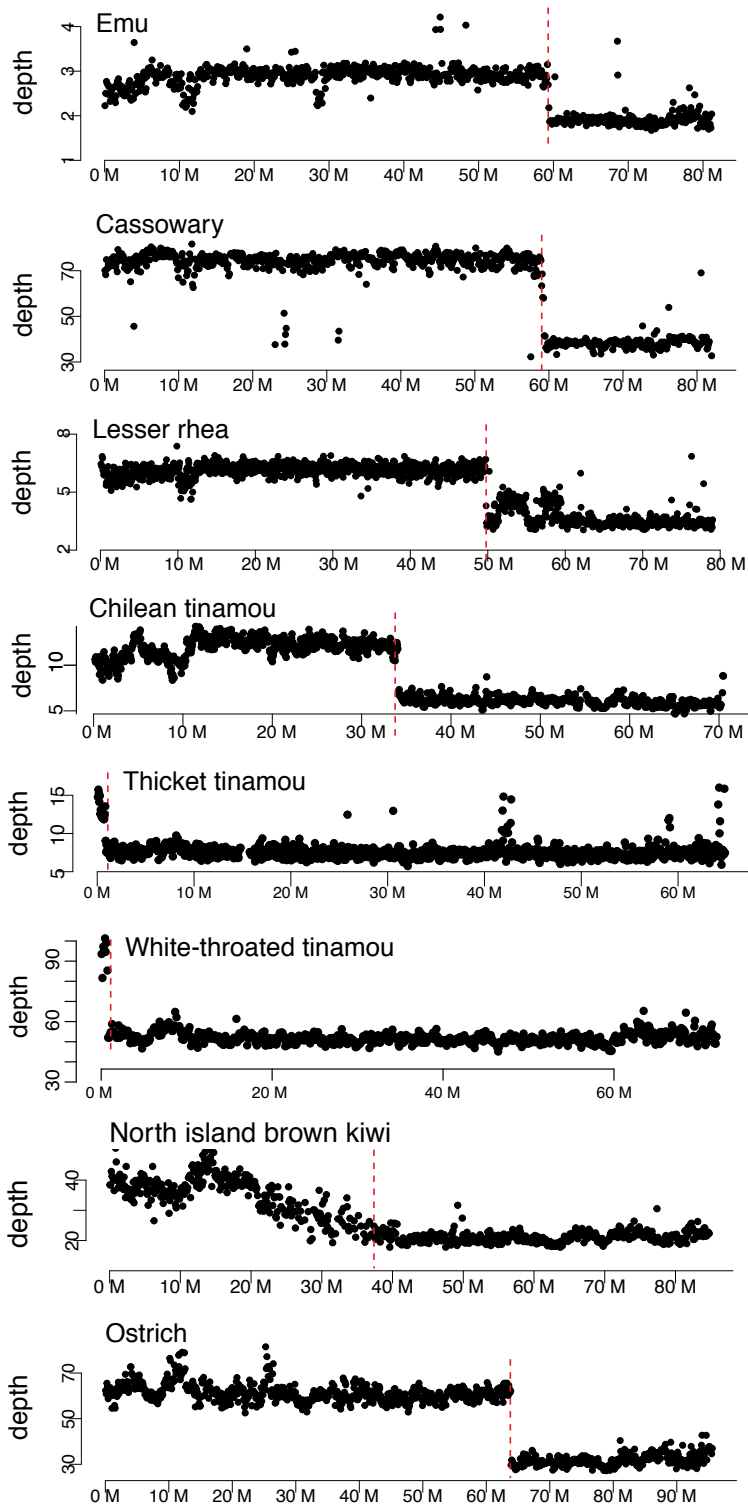 Emu
depth
4
3
2
1
0 M 10 M 20 M 30 M 40 M 50 M 60 M 70 M 80 M
Cassowary
depth
70
50
30
0 M 10 M 20 M 30 M 40 M 50 M 60 M 70 M 80 M
Lesser rhea
depth
8
5
2
0 M 10 M 20 M 30 M 40 M 50 M 60 M 70 M 80 M
Chilean tinamou
depth
10
5
0 M 10 M 20 M 30 M 40 M 50 M 60 M 70 M
Thicket tinamou
depth
15
10
5
0 M 10 M 20 M 30 M 40 M 50 M 60 M
White-throated tinamou
depth
90
60
30
0 M 20 M 40 M 60 M
North island brown kiwi
depth
40
20
0 M 10 M 20 M 30 M 40 M 50 M 60 M 70 M 80 M
Ostrich
depth
70
50
30
0 M 10 M 20 M 30 M 40 M 50 M 60 M 70 M 80 M 90 M